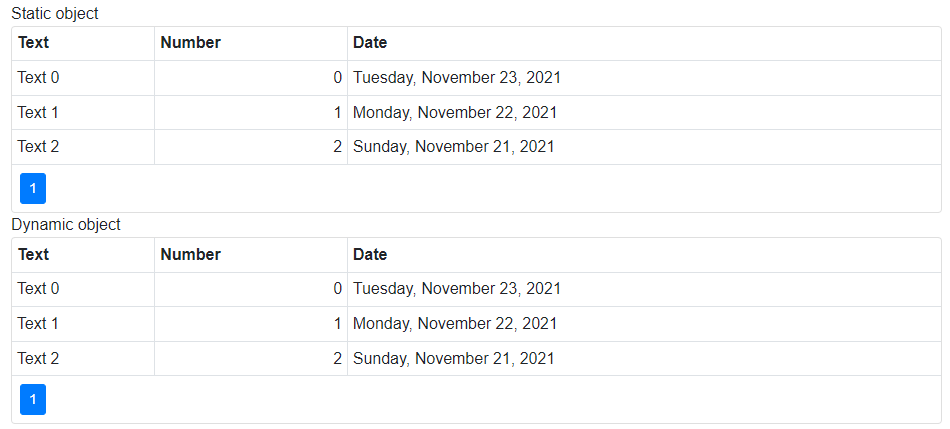 Static object
Text Number Date
Text 0 0 Tuesday, November 23, 2021
Text 1 1 Monday, November 22, 2021
Text 2 2 Sunday, November 21, 2021
1
Dynamic object
Text Number Date
Text 0 0 Tuesday, November 23, 2021
Text 1 1 Monday, November 22, 2021
Text 2 2 Sunday, November 21, 2021
1